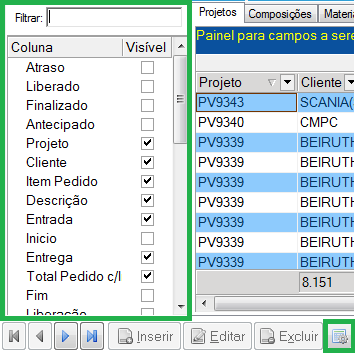 Filtrar:
Coluna Visível
Atraso
Liberado
Finalizado
Antecipado
Projeto
Cliente
Item Pedido
Descrição
Entrada
Inicio
Entrega
Total Pedido c/I
Fim
Liberação
Projetos Composições Materia
Painel para campos a sere
Projeto Cliente
PV9343 SCANIA(
PV9340 CMPC
PV9339 BEIRUTH
PV9339 BEIRUTH
PV9339 BEIRUTH
PV9339 BEIRUTH
PV9339 BEIRUTH
PV9339 BEIRUTH
PV9339 BEIRUTH
8.151
Inserir Editar Excluir